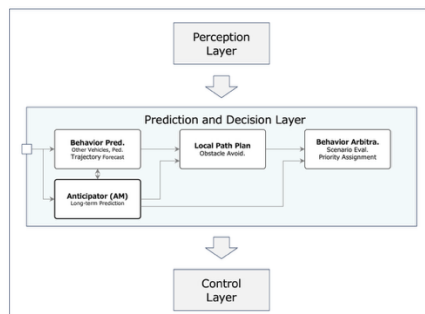 Perception
Layer
Prediction and Decision Layer
Behavior Pred.
Other Vehicles, Ped.
Trajectory Forecast
Local Path Plan
Obstacle Avoid.
Behavior Arbitra.
Scenario Eval.
Priority Assignment
Anticipator (AM)
Long-term Prediction
Control
Layer